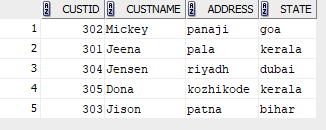 CUSTID CUSTNAME ADDRESS STATE
1 302 Mickey panaji goa
2 301 Jeena pala kerala
3 304 Jensen riyadh dubai
4 305 Dona kozhikode kerala
5 303 Jison patna bihar